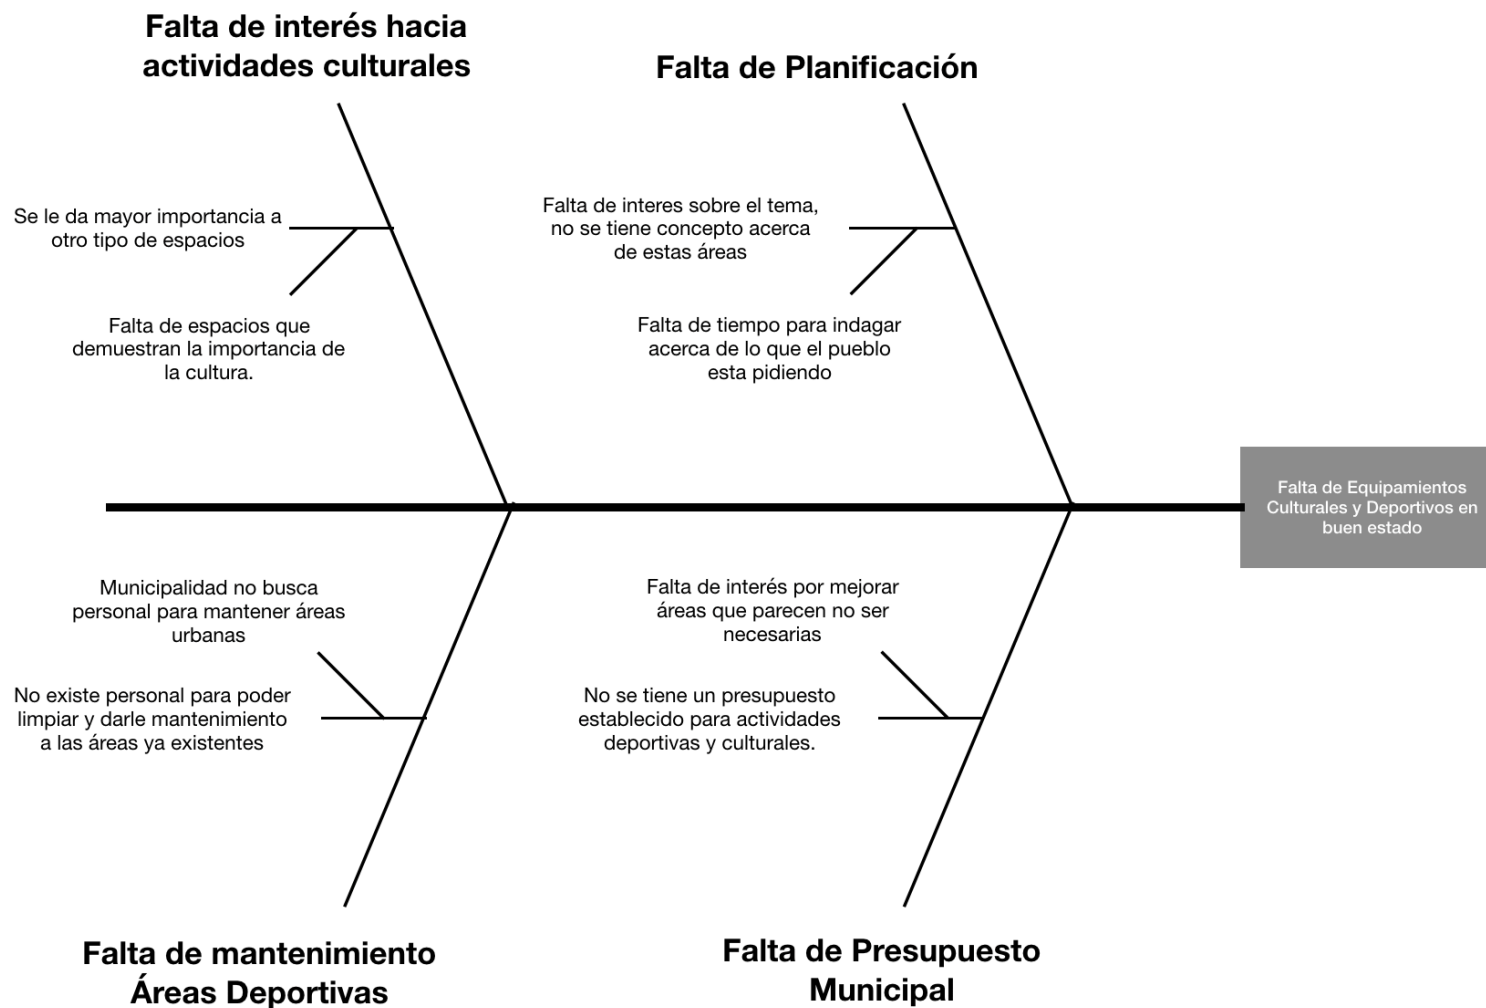 Falta de interés hacia
actividades culturales
Falta de Planificación
Se le da mayor importancia a
otro tipo de espacios
Falta de espacios que
demuestran la importancia de
la cultura.
Falta de interes sobre el tema,
no se tiene concepto acerca
de estas áreas
Falta de tiempo para indagar
acerca de lo que el pueblo
esta pidiendo
Falta de Equipamientos
Culturales y Deportivos en
buen estado
Municipalidad no busca
personal para mantener áreas
urbanas
No existe personal para poder
limpiar y darle mantenimiento
a las áreas ya existentes
Falta de interés por mejorar
áreas que parecen no ser
necesarias
No se tiene un presupuesto
establecido para actividades
deportivas y culturales.
Falta de mantenimiento
Áreas Deportivas
Falta de Presupuesto
Municipal